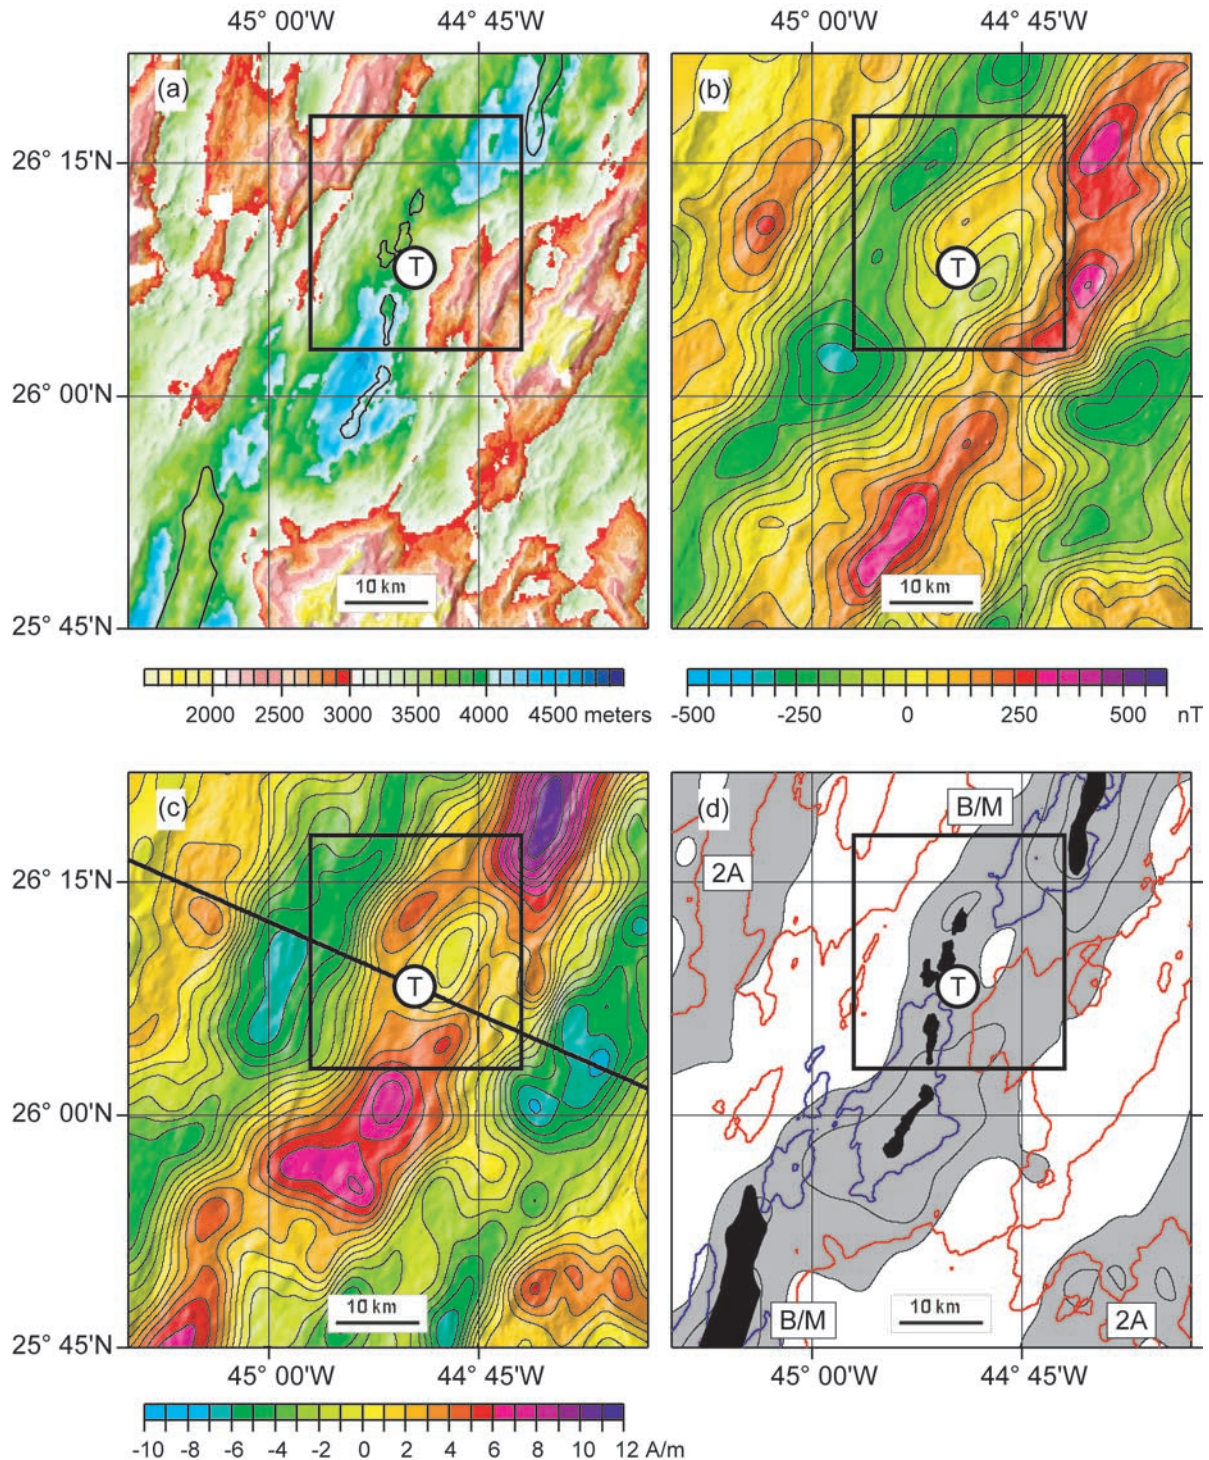 45° 00'W 44° 45'W 45° 00'W 44° 45'W
(a) (b)
26° 15'N
T T
26° 00'N
10 km 10 km
25° 45'N
2000 2500 3000 3500 4000 4500 meters
-500 -250 0 250 500 nT
(c) (d) B/M
2A
26° 15'N
T T
26° 00'N
10 km B/M 10 km 2A
25° 45'N
45° 00'W 44° 45'W 45° 00'W 44° 45'W
-10 -8 -6 -4 -2 0 2 4 6 8 10 12 A/m